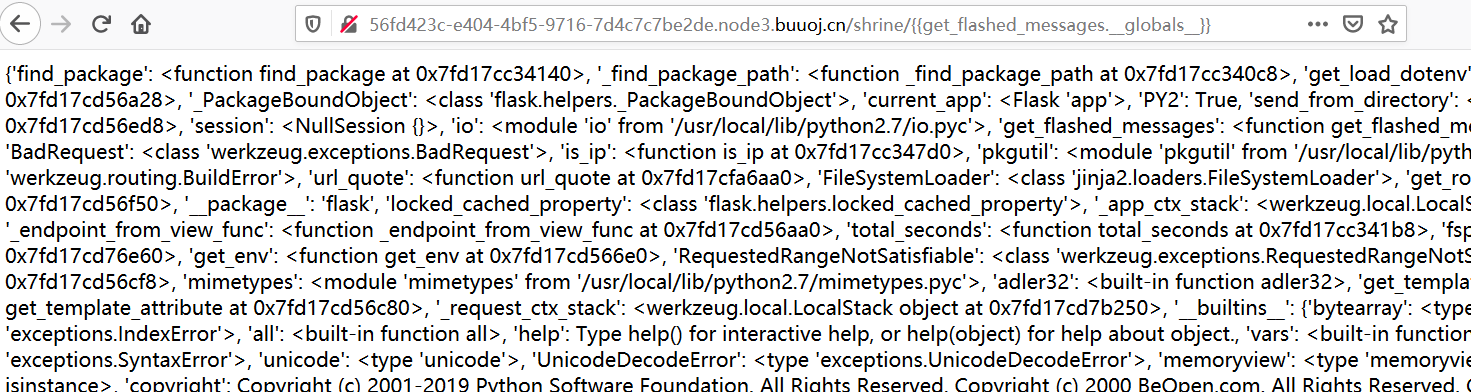 56fd423c-e404-4bf5-9716-7d4c7c7be2de.node3.buuoj.cn/shrine/{{get_flashed_messages.__globals__}}
{'find_package': <function find_package at 0x7fd17cc34140>, '_find_package_path': <function _find_package_path at 0x7fd17cc340c8>, 'get_load_dotenv'
0x7fd17cd56a28>, '_PackageBoundObject': <class 'flask.helpers._PackageBoundObject'>, 'current_app': <Flask 'app'>, 'PY2': True, 'send_from_directory': <
0x7fd17cd56ed8>, 'session': <NullSession {}>, 'io': <module 'io' from '/usr/local/lib/python2.7/io.pyc'>, 'get_flashed_messages': <function get_flashed_me
'BadRequest': <class 'werkzeug.exceptions.BadRequest'>, 'is_ip': <function is_ip at 0x7fd17cc347d0>, 'pkgutil': <module 'pkgutil' from '/usr/local/lib/pyth
'werkzeug.routing.BuildError'>, 'url_quote': <function url_quote at 0x7fd17cfa6aa0>, 'FileSystemLoader': <class 'jinja2.loaders.FileSystemLoader'>, 'get_ro
0x7fd17cd56f50>, '__package__': 'flask', 'locked_cached_property': <class 'flask.helpers.locked_cached_property'>, '_app_ctx_stack': <werkzeug.local.LocalS
'_endpoint_from_view_func': <function _endpoint_from_view_func at 0x7fd17cd56aa0>, 'total_seconds': <function total_seconds at 0x7fd17cc341b8>, 'fsp
0x7fd17cd76e60>, 'get_env': <function get_env at 0x7fd17cd566e0>, 'RequestedRangeNotSatisfiable': <class 'werkzeug.exceptions.RequestedRangeNotS
0x7fd17cd56cf8>, 'mimetypes': <module 'mimetypes' from '/usr/local/lib/python2.7/mimetypes.pyc'>, 'adler32': <built-in function adler32>, 'get_templa
get_template_attribute at 0x7fd17cd56c80>, '_request_ctx_stack': <werkzeug.local.LocalStack object at 0x7fd17cd7b250>, '__builtins__': {'bytearray': <type
'exceptions.IndexError'>, 'all': <built-in function all>, 'help': Type help() for interactive help, or help(object) for help about object., 'vars': <built-in function
'exceptions.SyntaxError'>, 'unicode': <type 'unicode'>, 'UnicodeDecodeError': <type 'exceptions.UnicodeDecodeError'>, 'memoryview': <type 'memoryvie
isinstance>, 'copyright': Copyright (c) 2001-2019 Python Software Foundation. All Rights Reserved. Copyright (c) 2000 BeOpen.com. All Rights Reserved.